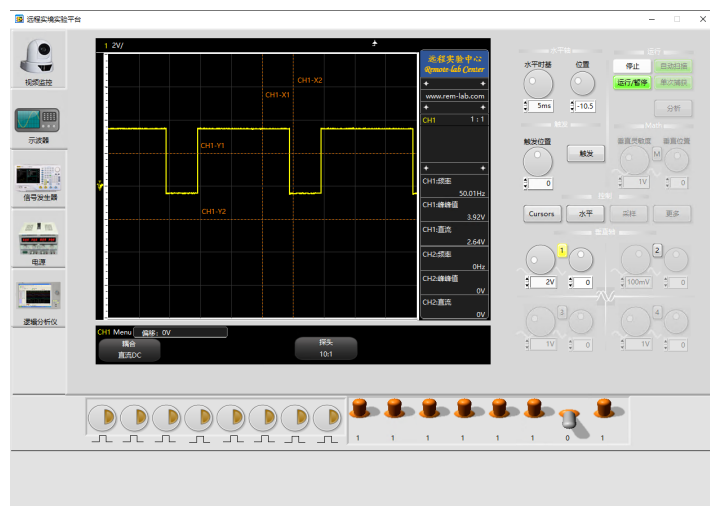 远程实境实验平台
1 2V/
CH1-X2
CH1-X1
CH1-Y1
CH1-Y2
远程实验中心
Remote lab Center
www.rem-lab.com
CH1 1 : 1
CH1:频率
50.01Hz
CH1:峰峰值
3.92V
CH1:直流
2.64V
CH2:频率
0Hz
CH2:峰峰值
0V
CH2:直流
0V
CH1 Menu 偏移: 0V
耦合
直流DC
探头
10:1
视频监控
示波器
信号发生器
电源
逻辑分析仪
水平轴
运行
水平时基 位置
停止 自动扫描
运行/暂停 单次捕获
5ms -10.5
分析
触发
Math
触发位置
触发
垂直灵敏度 垂直位置
M
0
1V 0
控制
Cursors 水平 采样 更多
垂直轴
1
2
2V 0
100mV 0
3
4
1V 0
1V 0
1 1 1 1 1 1 0 1